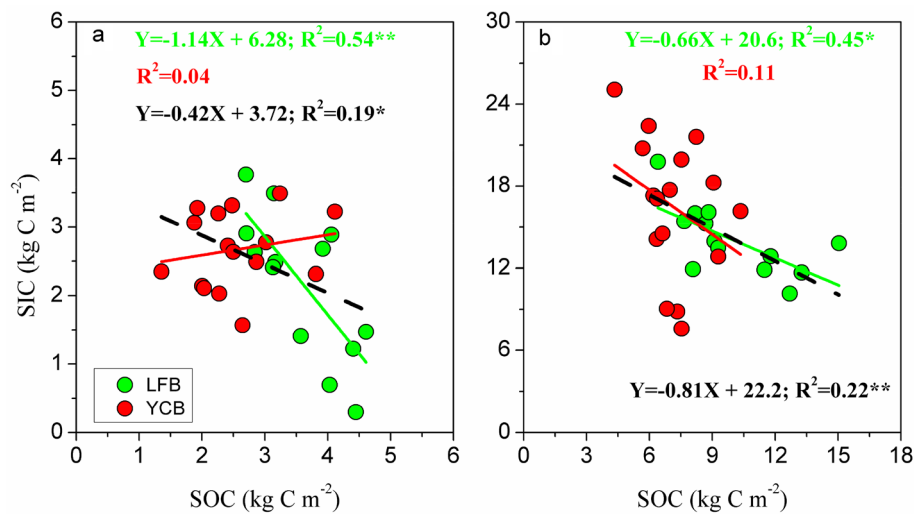 a
Y=-1.14X + 6.28; R²=0.54**
R²=0.04
Y=-0.42X + 3.72; R²=0.19*
SIC (kg C m⁻²)
6
5
4
3
2
1
0
LFB
YCB
0 1 2 3 4 5 6
SOC (kg C m⁻²)
b
Y=-0.66X + 20.6; R²=0.45*
R²=0.11
30
24
18
12
6
0
Y=-0.81X + 22.2; R²=0.22**
0 3 6 9 12 15 18
SOC (kg C m⁻²)